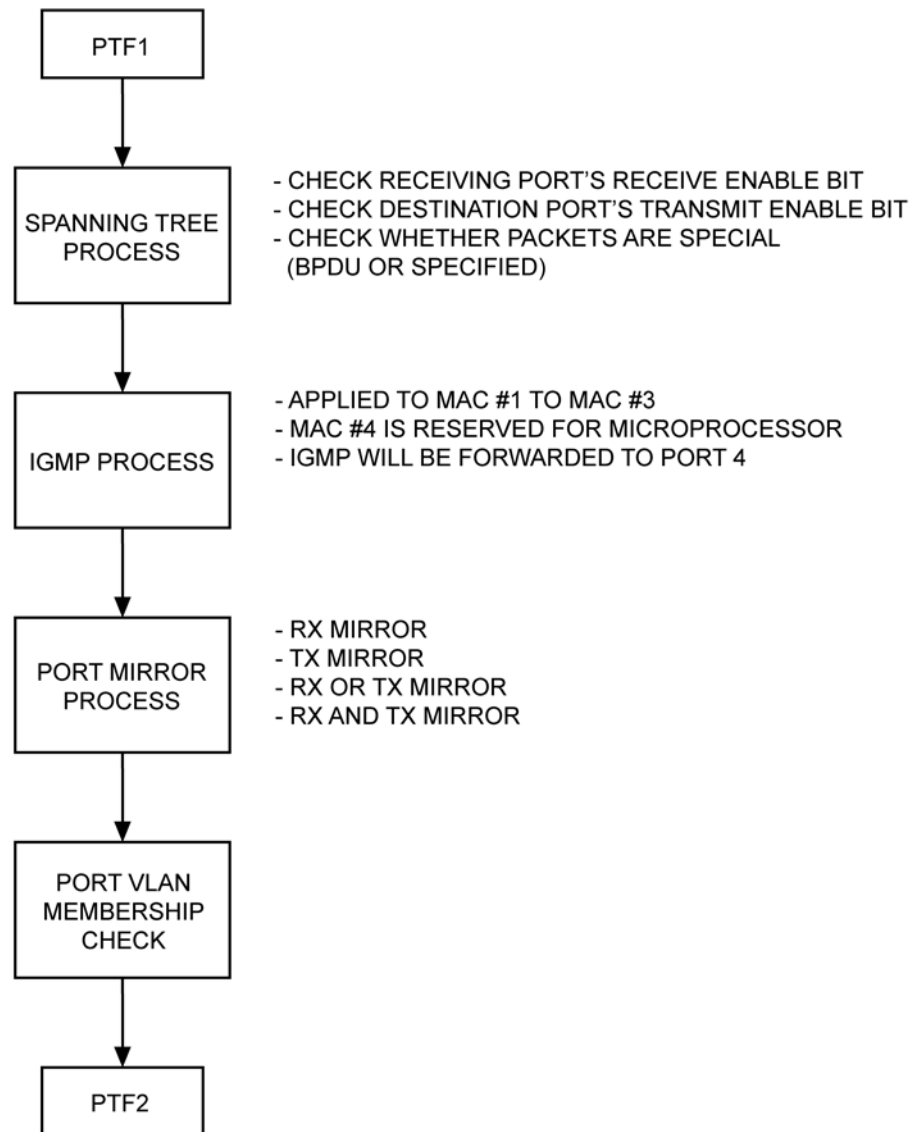 PTF1
SPANNING TREE
PROCESS
- CHECK RECEIVING PORT'S RECEIVE ENABLE BIT
- CHECK DESTINATION PORT'S TRANSMIT ENABLE BIT
- CHECK WHETHER PACKETS ARE SPECIAL
(BPDU OR SPECIFIED)
IGMP PROCESS
- APPLIED TO MAC #1 TO MAC #3
- MAC #4 IS RESERVED FOR MICROPROCESSOR
- IGMP WILL BE FORWARDED TO PORT 4
PORT MIRROR
PROCESS
- RX MIRROR
- TX MIRROR
- RX OR TX MIRROR
- RX AND TX MIRROR
PORT VLAN
MEMBERSHIP
CHECK
PTF2